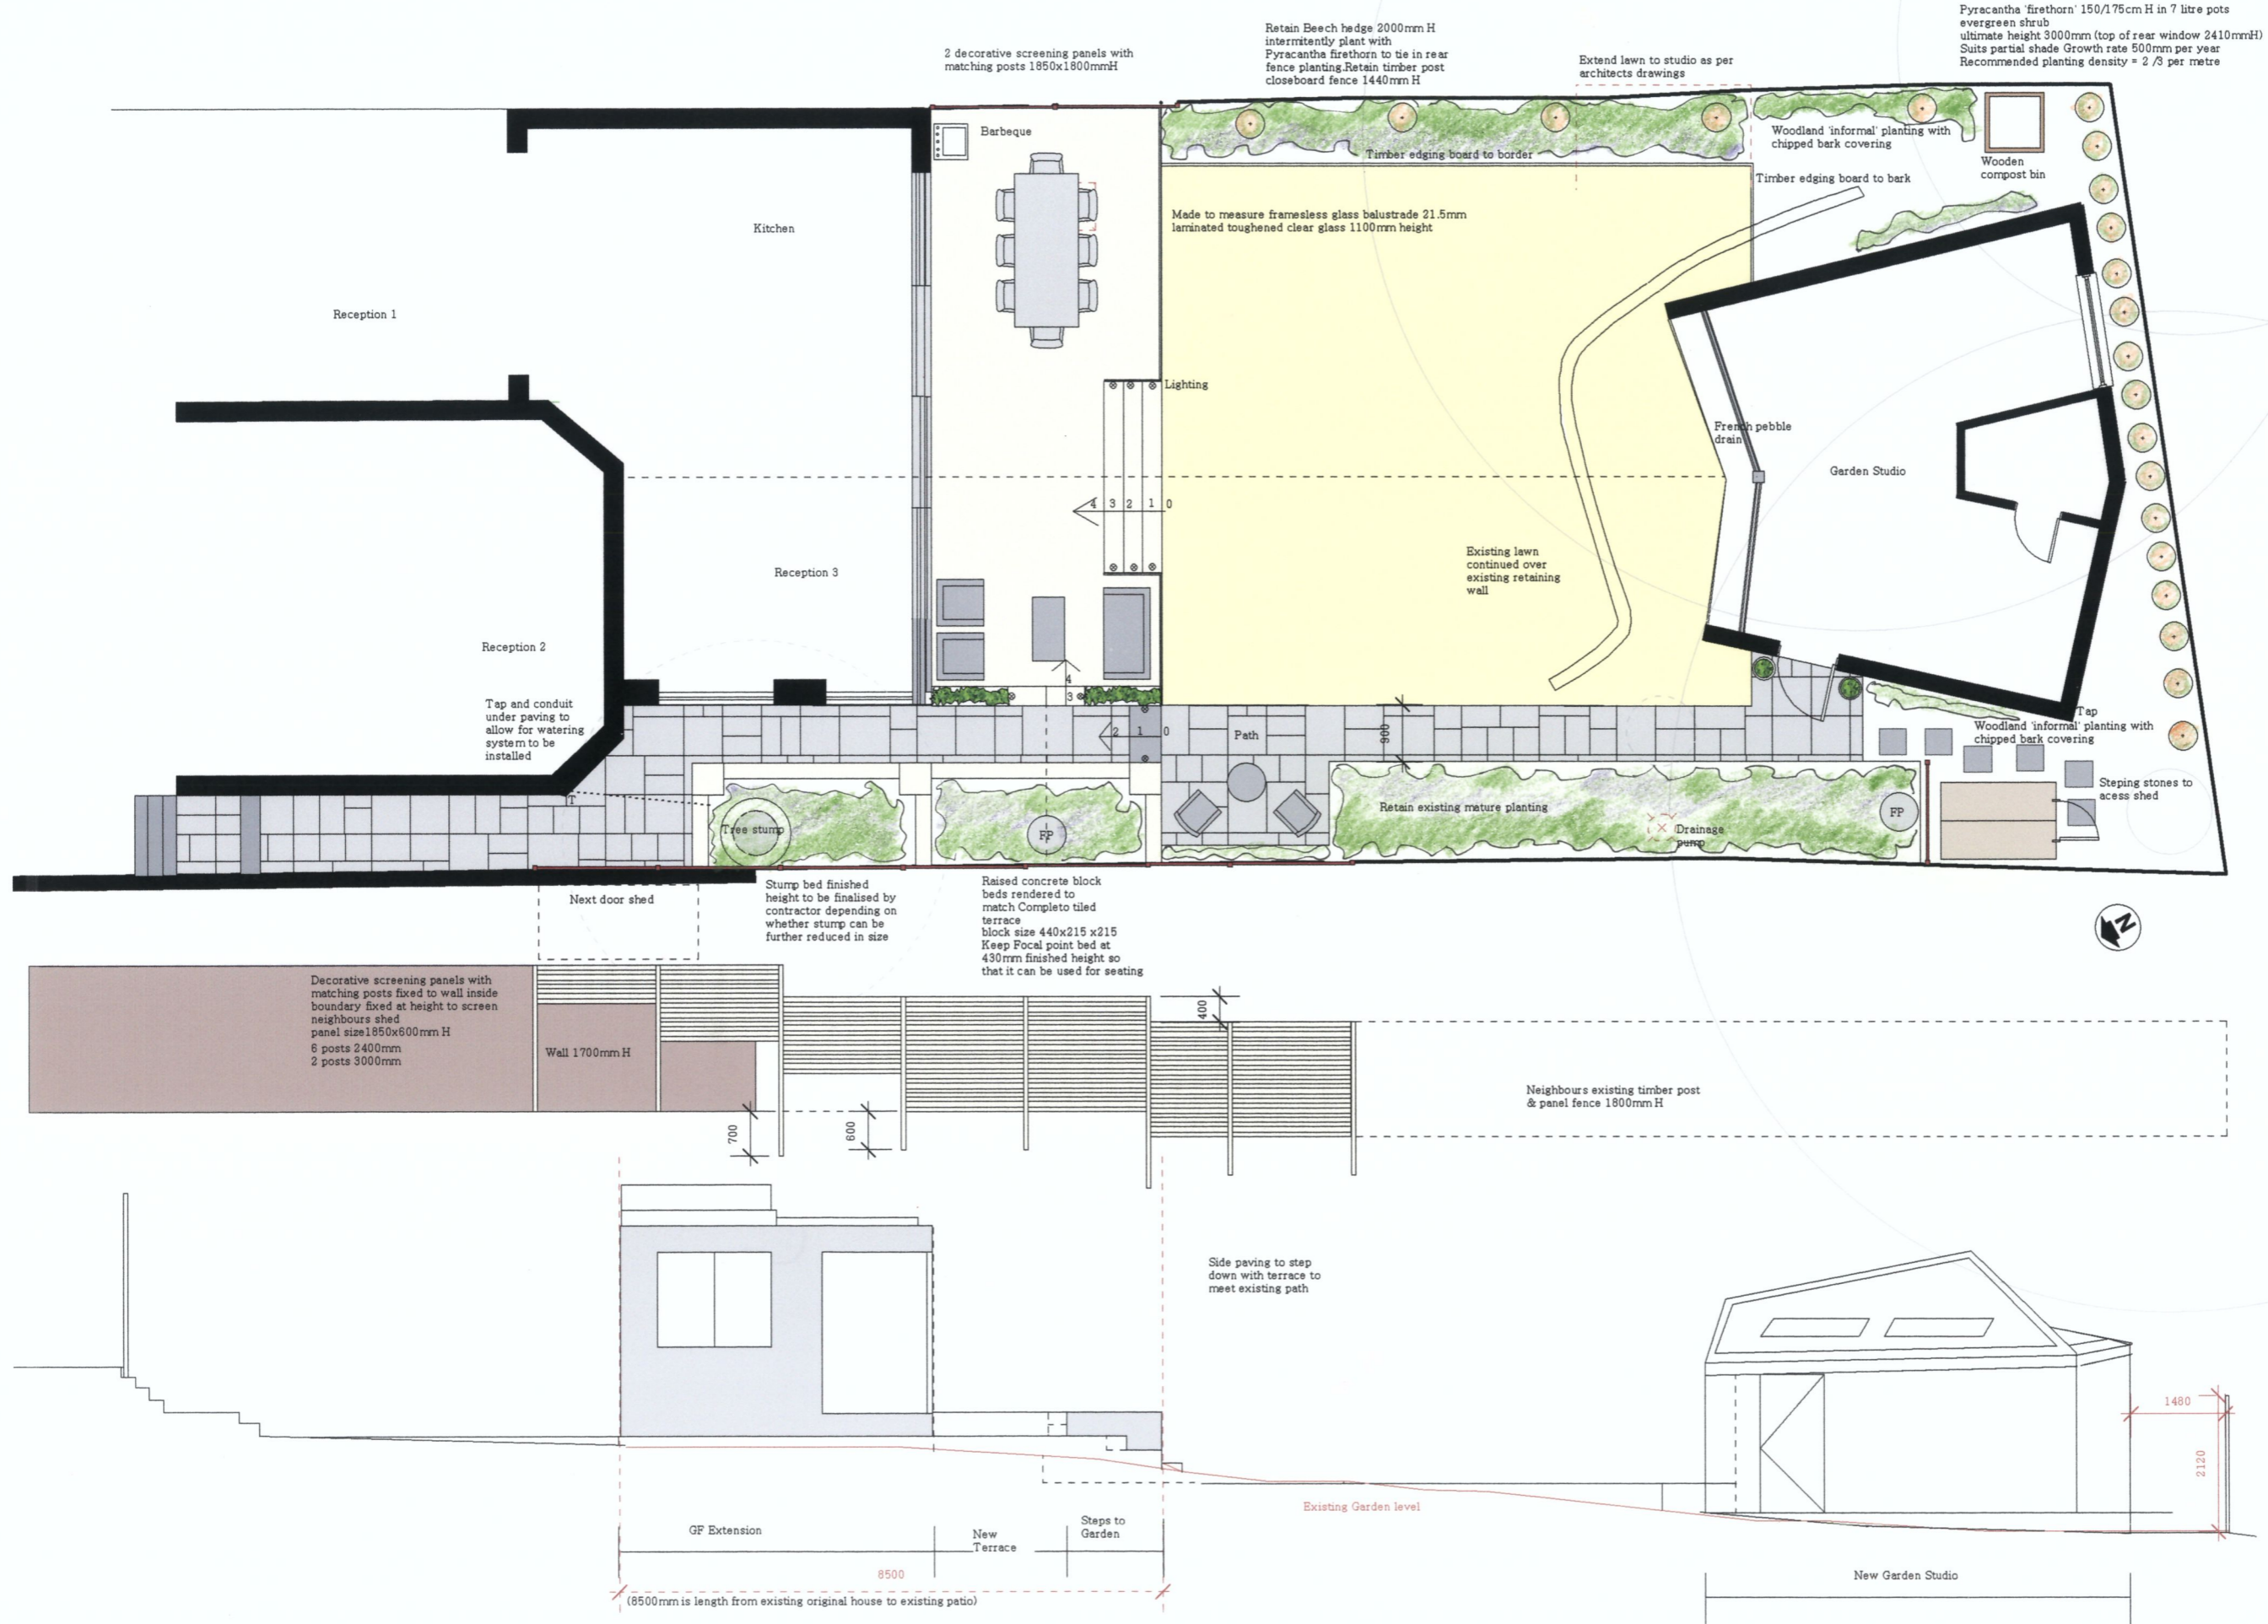 Pyracantha 'firethorn' 150/175cm H in 7 litre pots
evergreen shrub
ultimate height 3000mm (top of rear window 2410mmH)
Suits partial shade Growth rate 500mm per year
Recommended planting density = 2 /3 per metre
Retain Beech hedge 2000mm H
intermitently plant with
Pyracantha firethorn to tie in rear
fence planting.Retain timber post
closeboard fence 1440mm H
2 decorative screening panels with
matching posts 1850x1800mmH
Extend lawn to studio as per
architects drawings
Barbeque
Timber edging board to border
Woodland 'informal' planting with
chipped bark covering
Wooden
compost bin
Timber edging board to bark
Made to measure framesless glass balustrade 21.5mm
laminated toughened clear glass 1100mm height
Kitchen
Reception 1
Lighting
French pebble
drain
Garden Studio
4 3 2 1 0
Existing lawn
continued over
existing retaining
wall
Reception 3
Reception 2
4
3
Tap and conduit
under paving to
allow for watering
system to be
installed
2 1 0
Path
900
Tap
Woodland 'informal' planting with
chipped bark covering
Steping stones to
acess shed
T
Tree stump
FP
Retain existing mature planting
Drainage
pump
FP
Next door shed
Stump bed finished
height to be finalised by
contractor depending on
whether stump can be
further reduced in size
Raised concrete block
beds rendered to
match Completo tiled
terrace
block size 440x215 x215
Keep Focal point bed at
430mm finished height so
that it can be used for seating
N
Decorative screening panels with
matching posts fixed to wall inside
boundary fixed at height to screen
neighbours shed
panel size1850x600mm H
6 posts 2400mm
2 posts 3000mm
Wall 1700mm H
400
700
600
Neighbours existing timber post
& panel fence 1800mm H
Side paving to step
down with terrace to
meet existing path
1480
2120
Existing Garden level
GF Extension
New
Terrace
Steps to
Garden
8500
(8500mm is length from existing original house to existing patio)
New Garden Studio